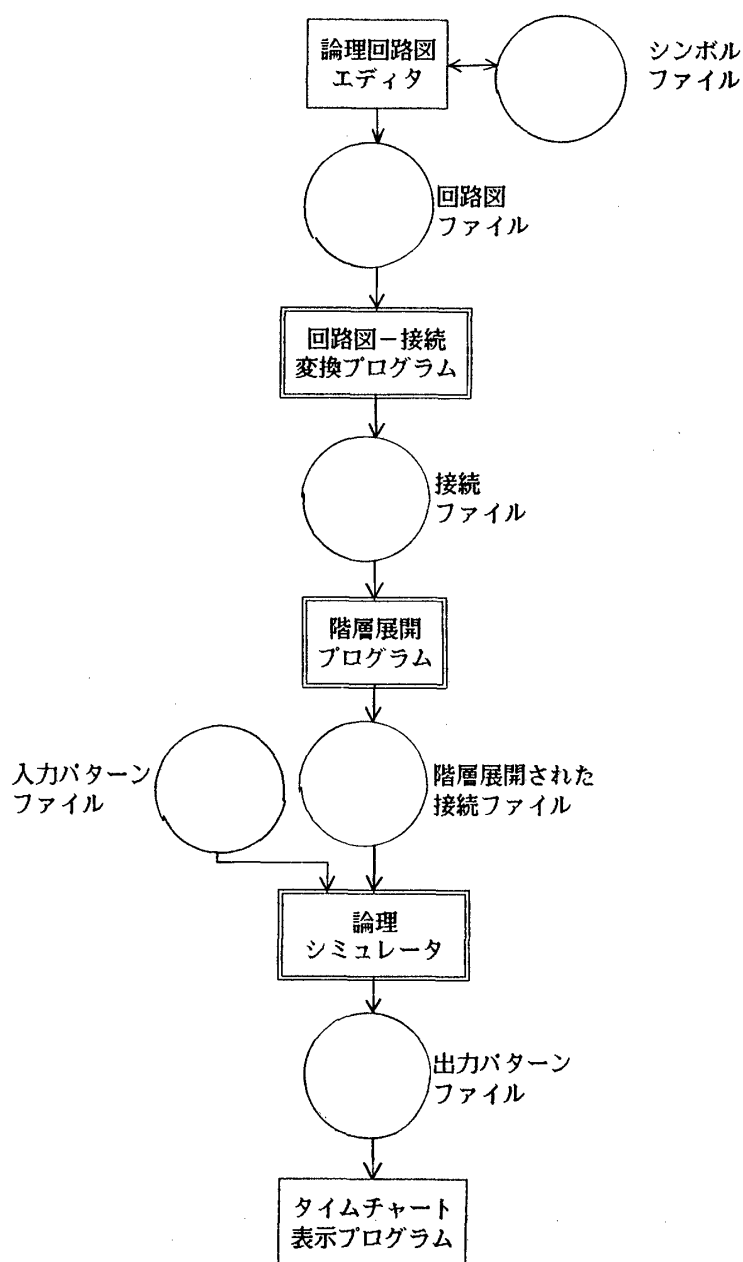 論理回路図
エディタ
シンボル
ファイル
回路図
ファイル
回路図－接続
変換プログラム
接続
ファイル
階層展開
プログラム
入力パターン
ファイル
階層展開された
接続ファイル
論理
シミュレータ
出力パターン
ファイル
タイムチャート
表示プログラム